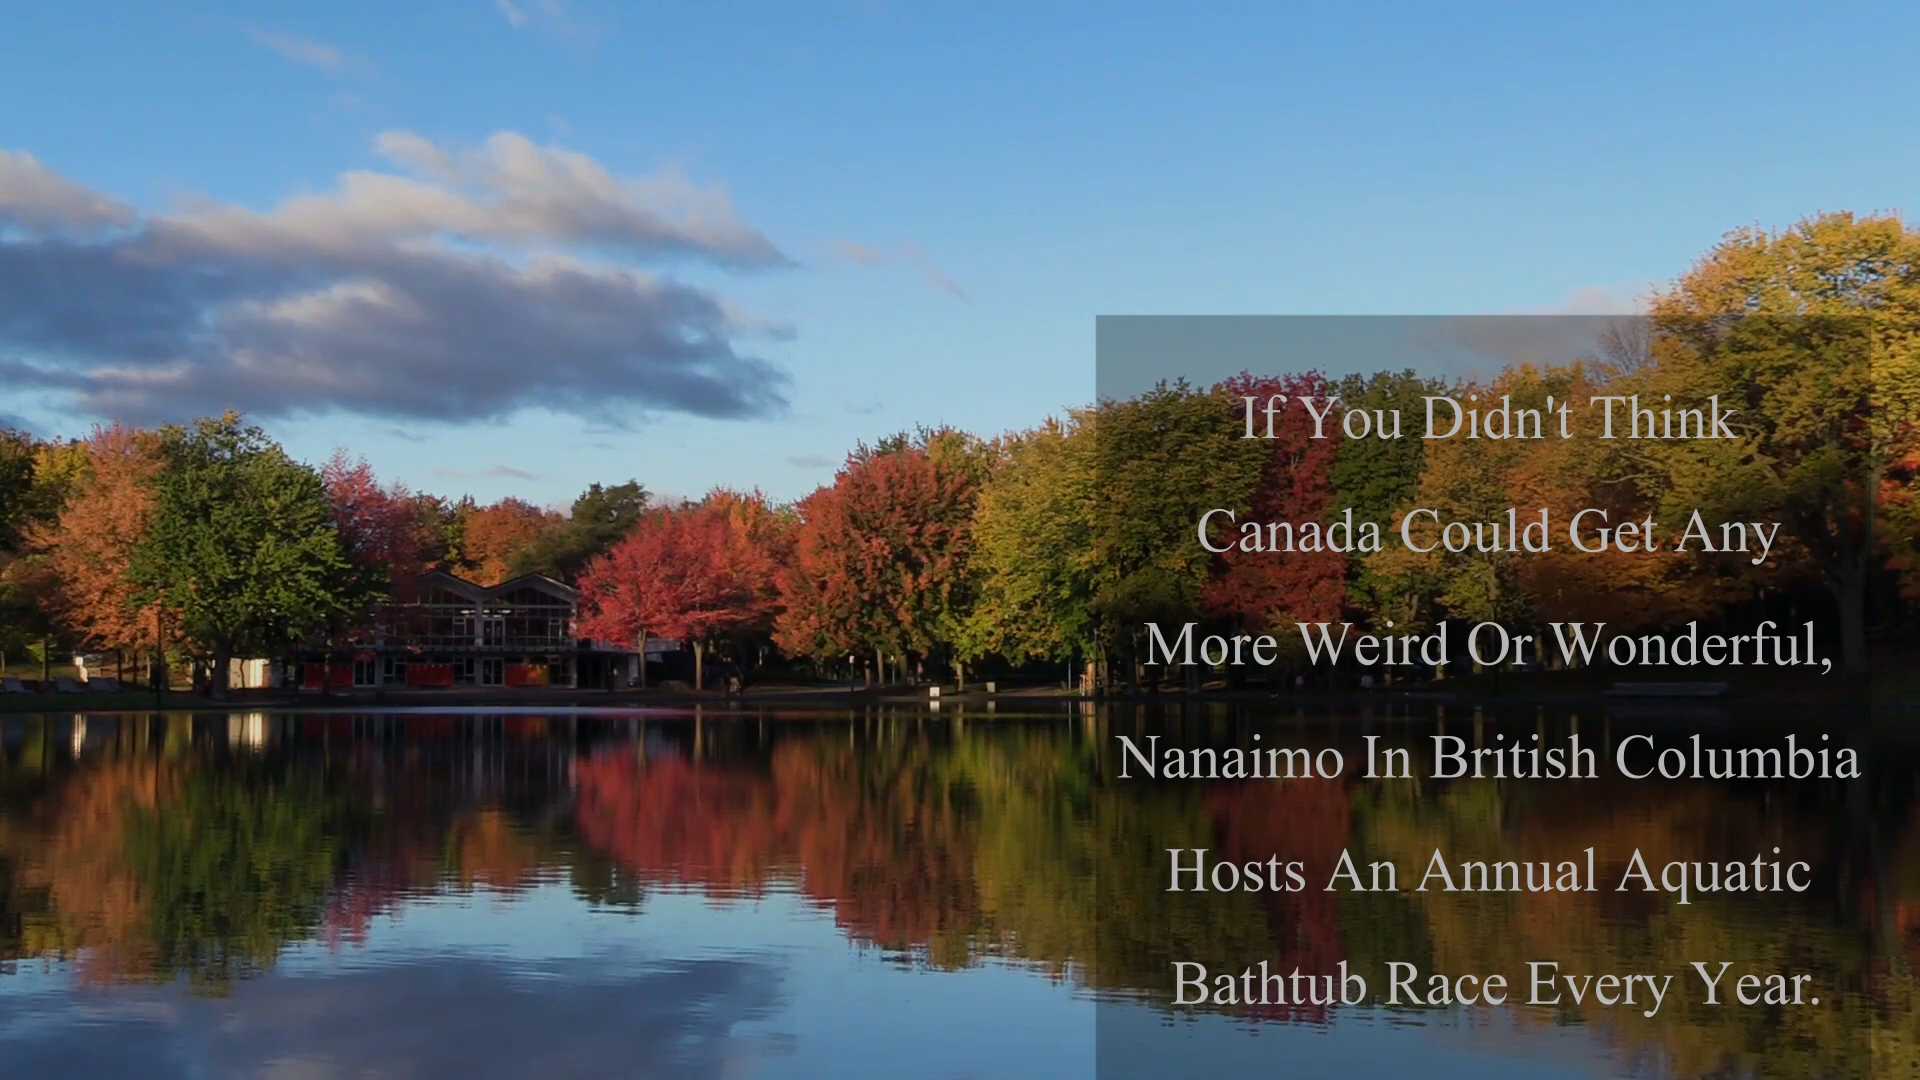 If You Didn't Think
Canada Could Get Any
More Weird Or Wonderful,
Nanaimo In British Columbia
Hosts An Annual Aquatic
Bathtub Race Every Year.